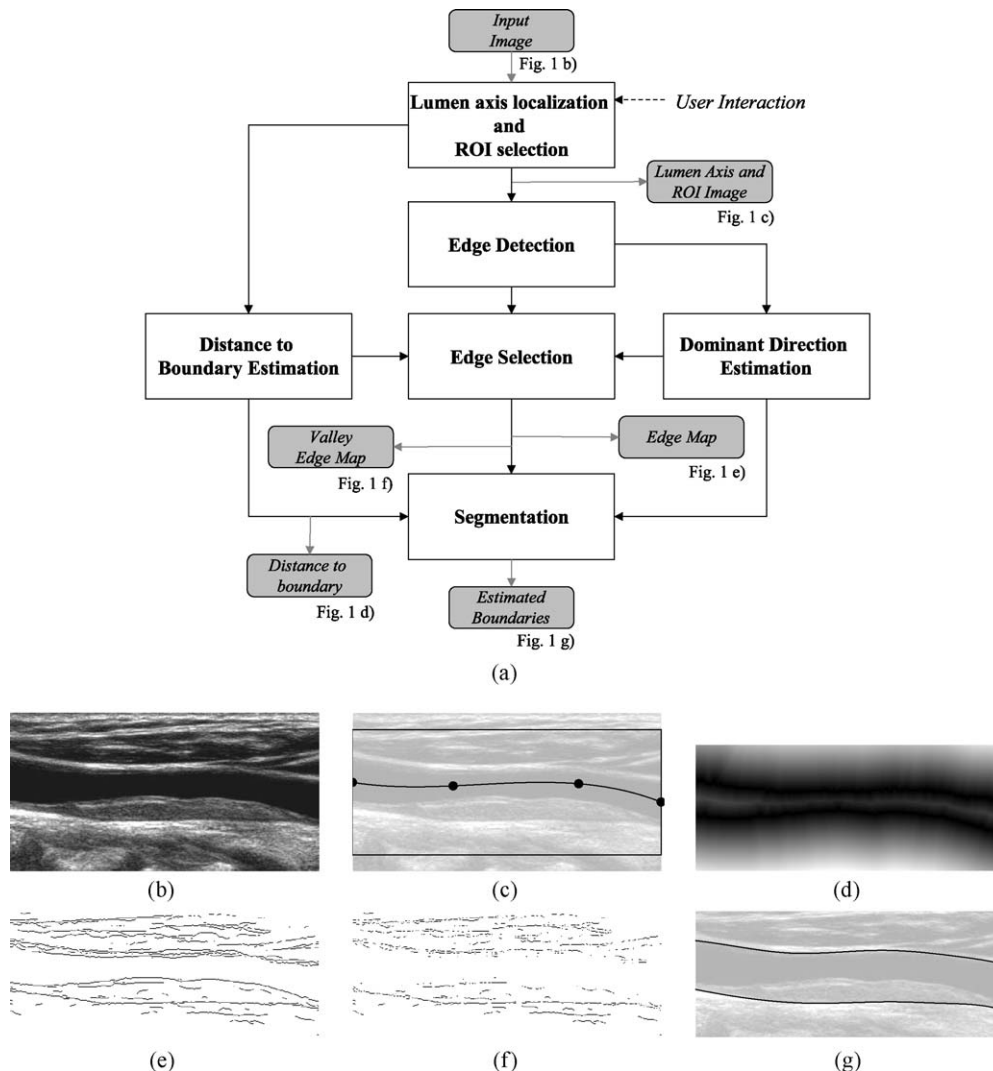 Input
Image
Fig. 1 b)
Lumen axis localization
and
ROI selection
User Interaction
Lumen Axis and
ROI Image
Fig. 1 c)
Edge Detection
Distance to
Boundary Estimation
Edge Selection
Dominant Direction
Estimation
Valley
Edge Map
Fig. 1 f)
Edge Map
Fig. 1 e)
Segmentation
Distance to
boundary
Fig. 1 d)
Estimated
Boundaries
Fig. 1 g)
(a)
(b)
(c)
(d)
(e)
(f)
(g)